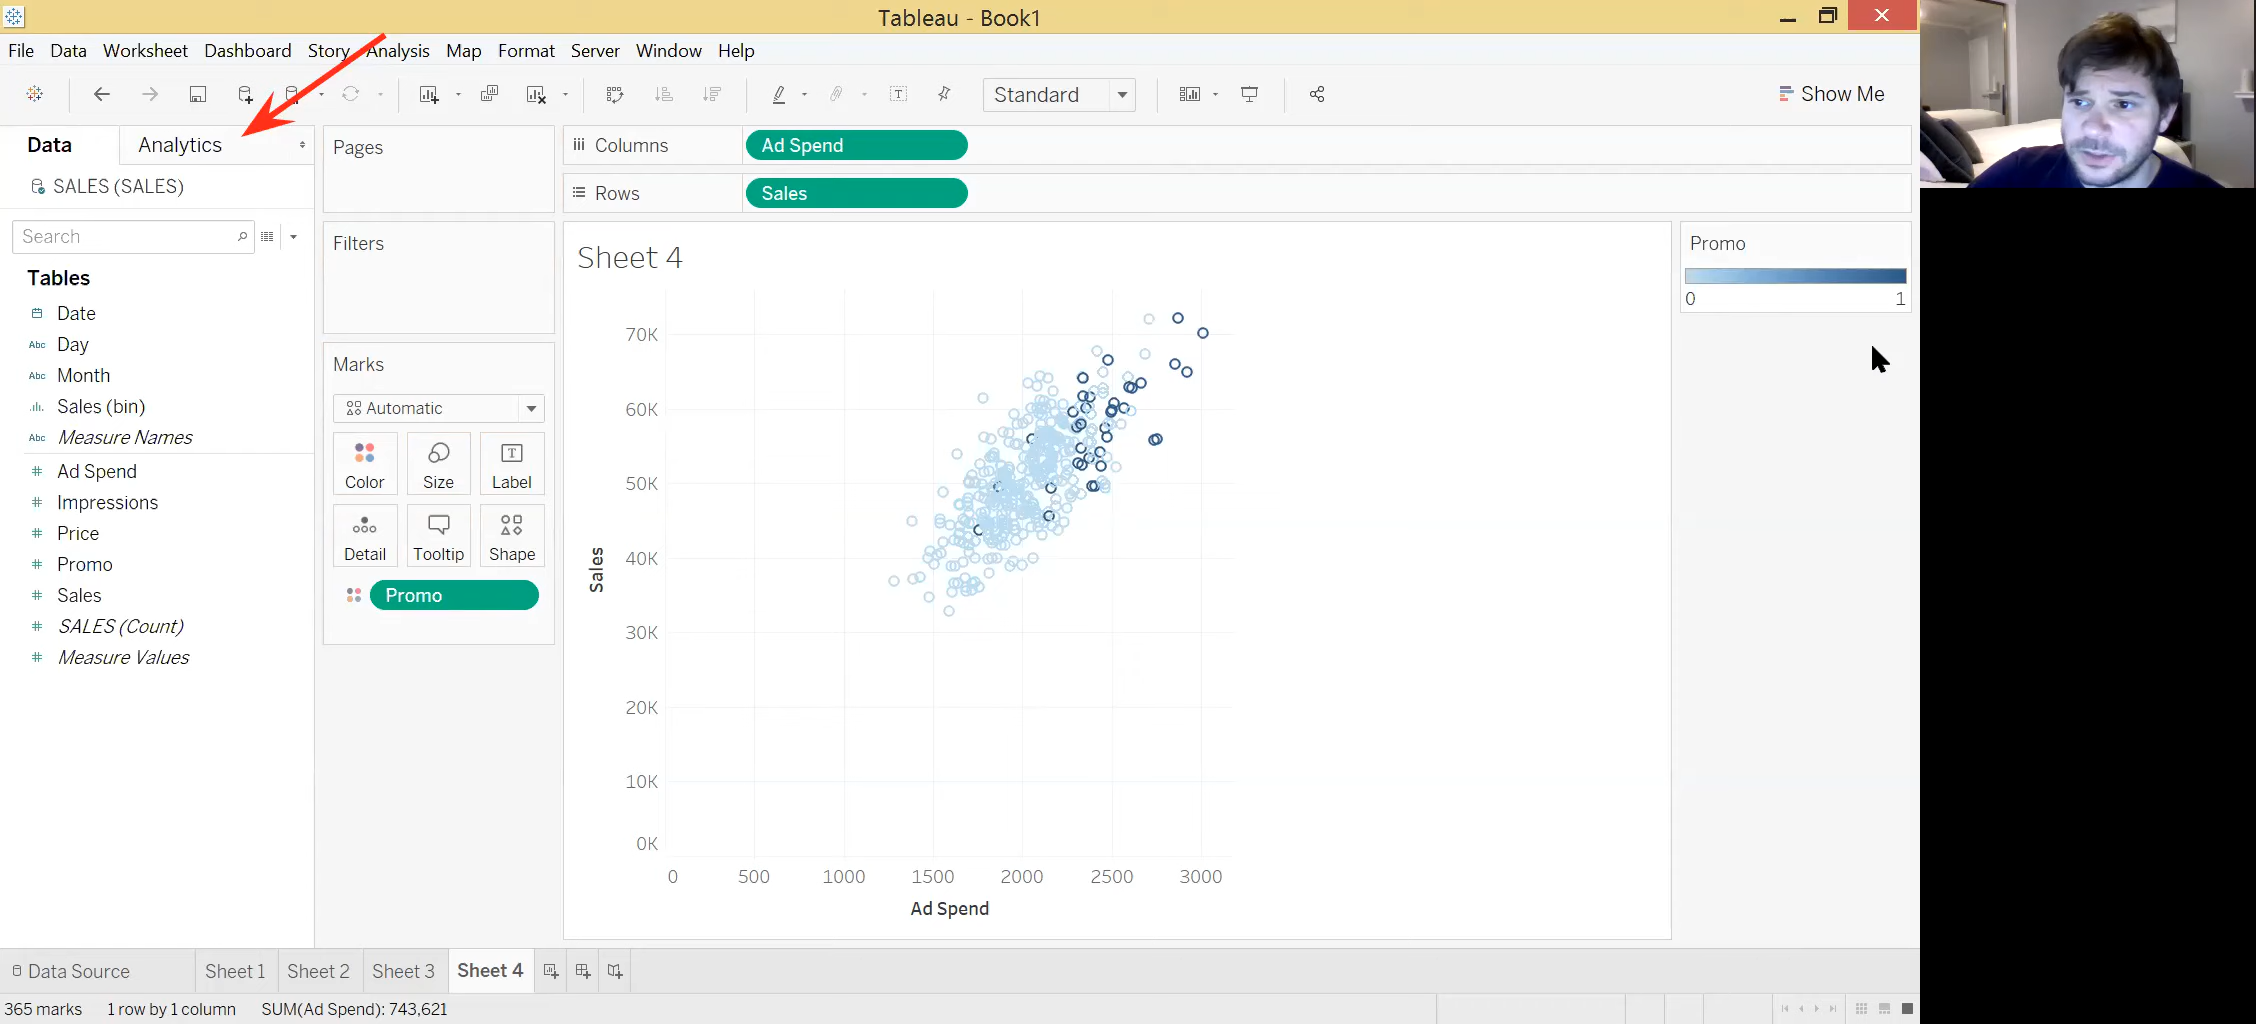 Tableau - Book1
File Data Worksheet Dashboard Story Analysis Map Format Server Window Help
Standard
Show Me
Data
Analytics
SALES (SALES)
Search
Tables
Date
Abc Day
Abc Month
Sales (bin)
Abc Measure Names
# Ad Spend
# Impressions
# Price
# Promo
# Sales
# SALES (Count)
# Measure Values
Pages
Filters
Marks
Automatic
Color Size Label
Detail Tooltip Shape
Promo
Columns Ad Spend
Rows Sales
Sheet 4
70K
60K
50K
40K
30K
20K
10K
0K
Sales
0 500 1000 1500 2000 2500 3000
Ad Spend
Promo
0 1
Data Source Sheet 1 Sheet 2 Sheet 3 Sheet 4
365 marks 1 row by 1 column SUM(Ad Spend): 743,621